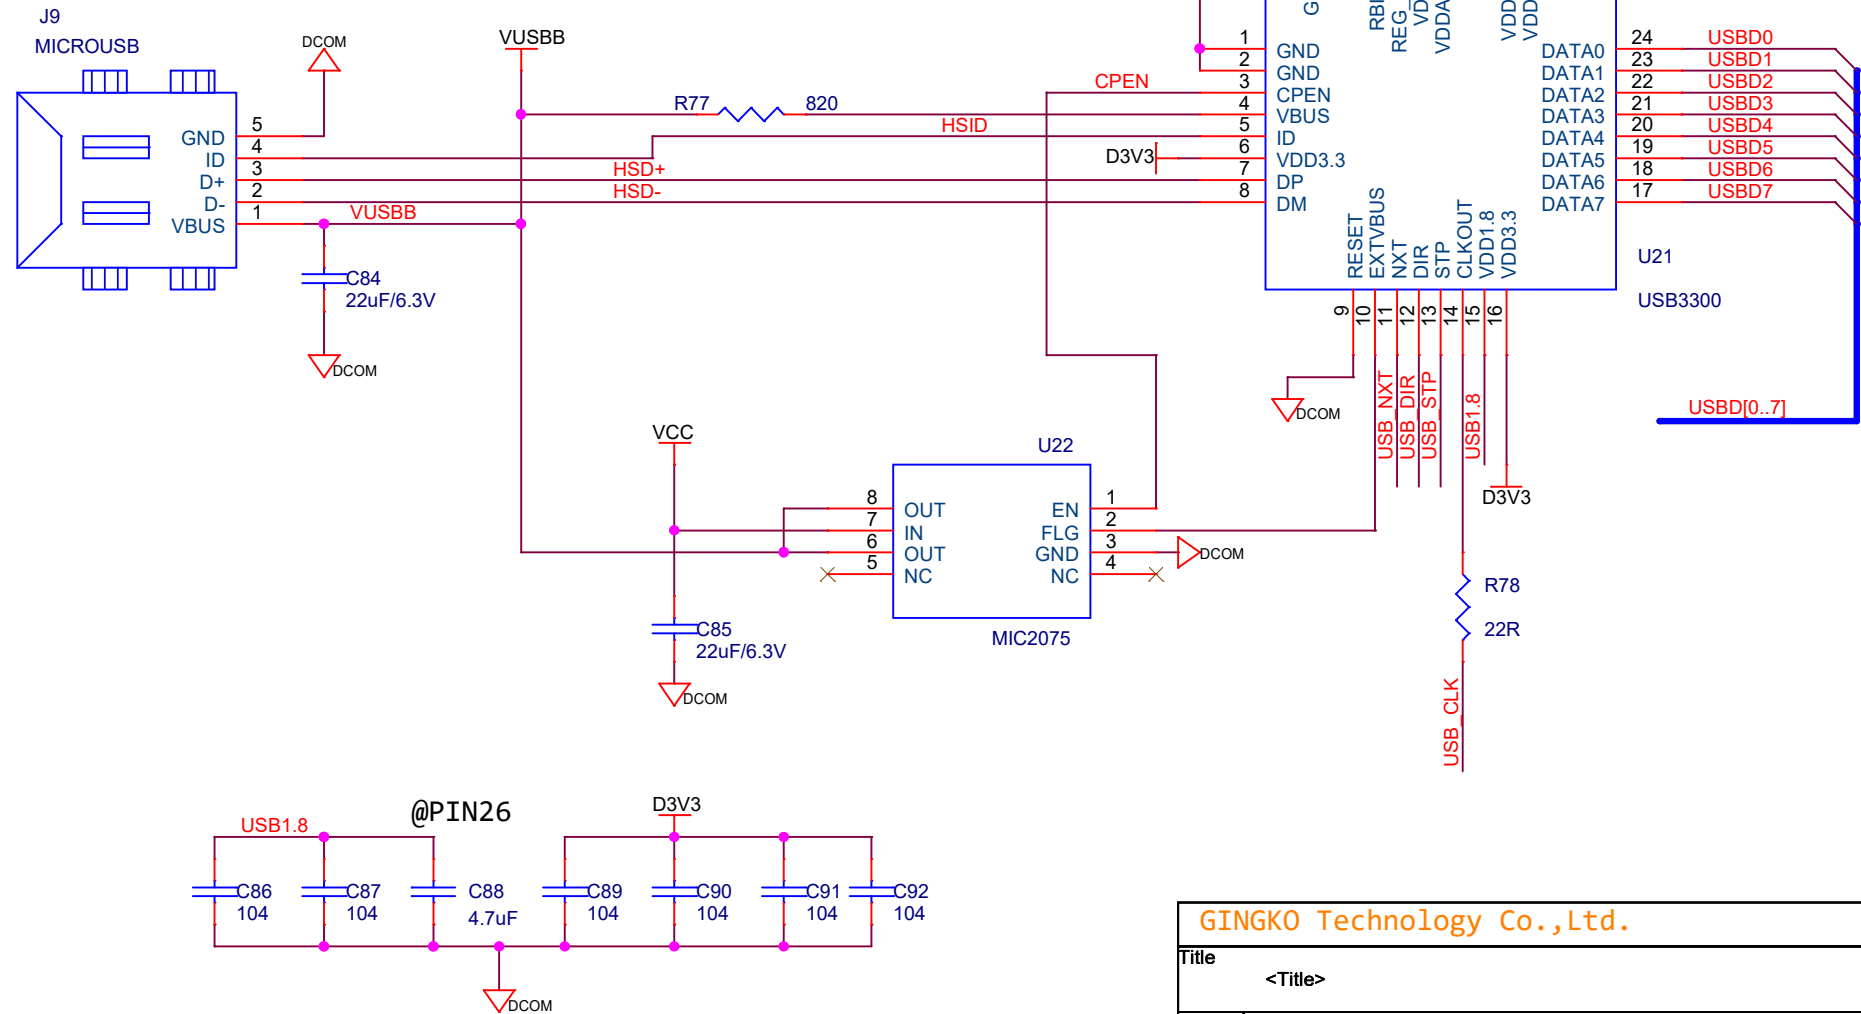 J9
MICROUSB
DCOM
VUSBB
GND
ID
D+
D-
VBUS
5
4
3
2
1
R77
820
HSID
HSD+
HSD-
VUSBB
CPEN
D3V3
C84
22uF/6.3V
DCOM
1
2
3
4
5
6
7
8
GND
GND
CPEN
VBUS
ID
VDD3.3
DP
DM
G
VDD
VDD
DATA0
DATA1
DATA2
DATA3
DATA4
DATA5
DATA6
DATA7
24
23
22
21
20
19
18
17
USBD0
USBD1
USBD2
USBD3
USBD4
USBD5
USBD6
USBD7
RESET
EXTVBUS
NXT
DIR
STP
CLKOUT
VDD1.8
VDD3.3
9
10
11
12
13
14
15
16
U21
USB3300
USBD[0..7]
DCOM
USB_NXT
USB_DIR
USB_STP
USB1.8
D3V3
VCC
U22
8
7
6
5
OUT
IN
OUT
NC
EN
FLG
GND
NC
1
2
3
4
DCOM
MIC2075
C85
22uF/6.3V
DCOM
R78
22R
USB_CLK
@PIN26
USB1.8
D3V3
C86
104
C87
104
C88
4.7uF
C89
104
C90
104
C91
104
C92
104
DCOM
GINGKO Technology Co.,Ltd.
Title
<Title>